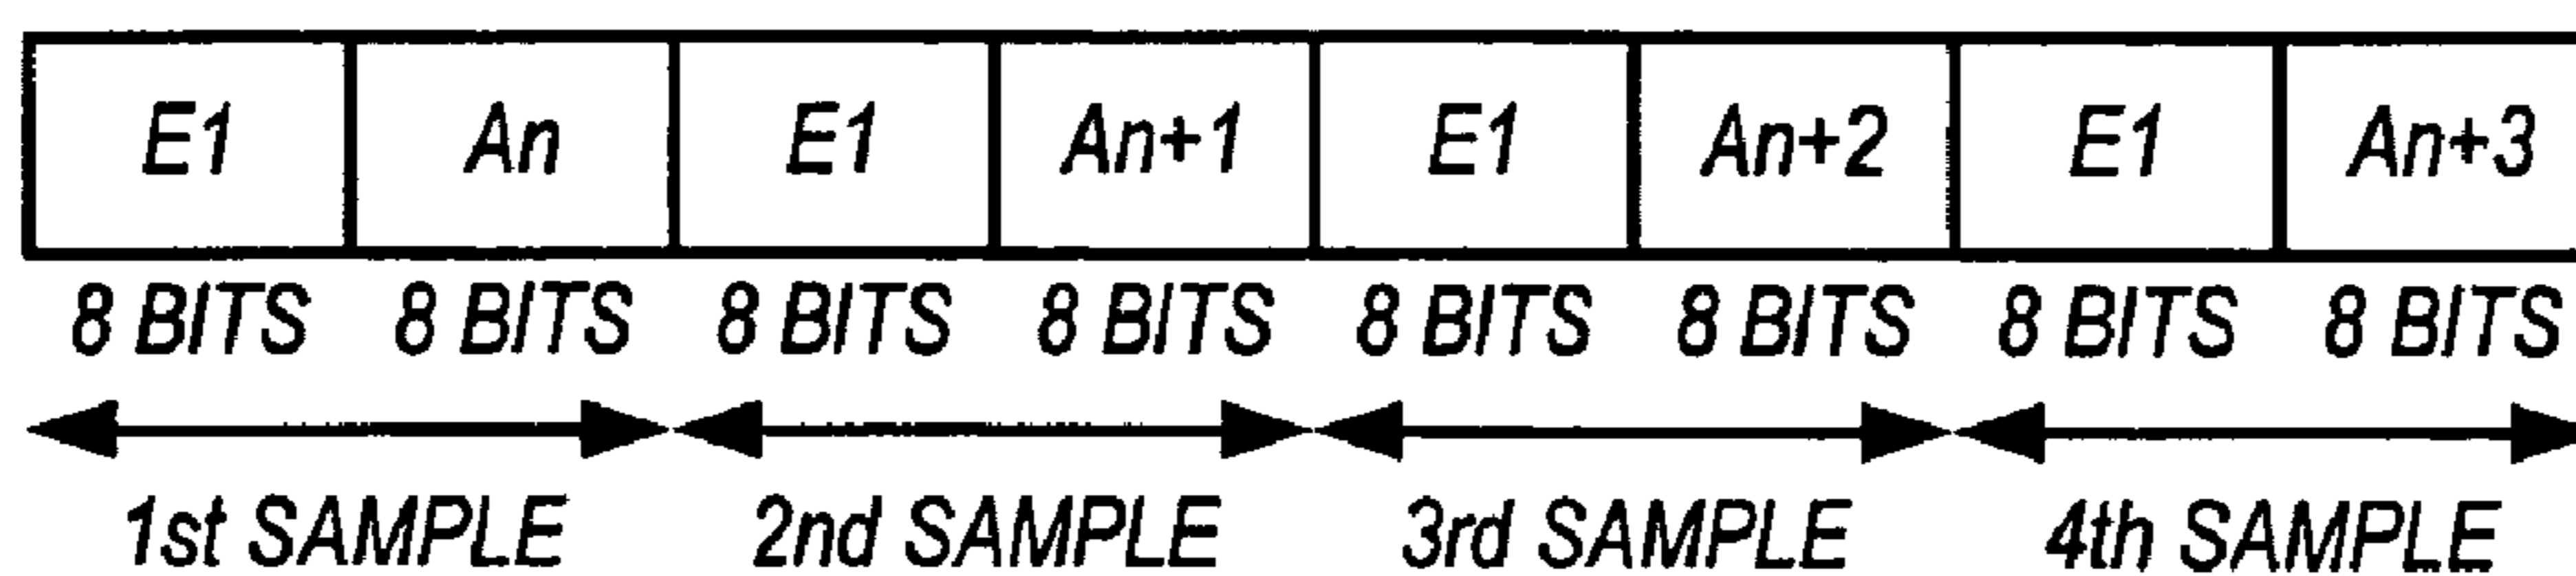 E1 An E1 An+1 E1 An+2 E1 An+3
8 BITS 8 BITS 8 BITS 8 BITS 8 BITS 8 BITS 8 BITS 8 BITS
1st SAMPLE 2nd SAMPLE 3rd SAMPLE 4th SAMPLE